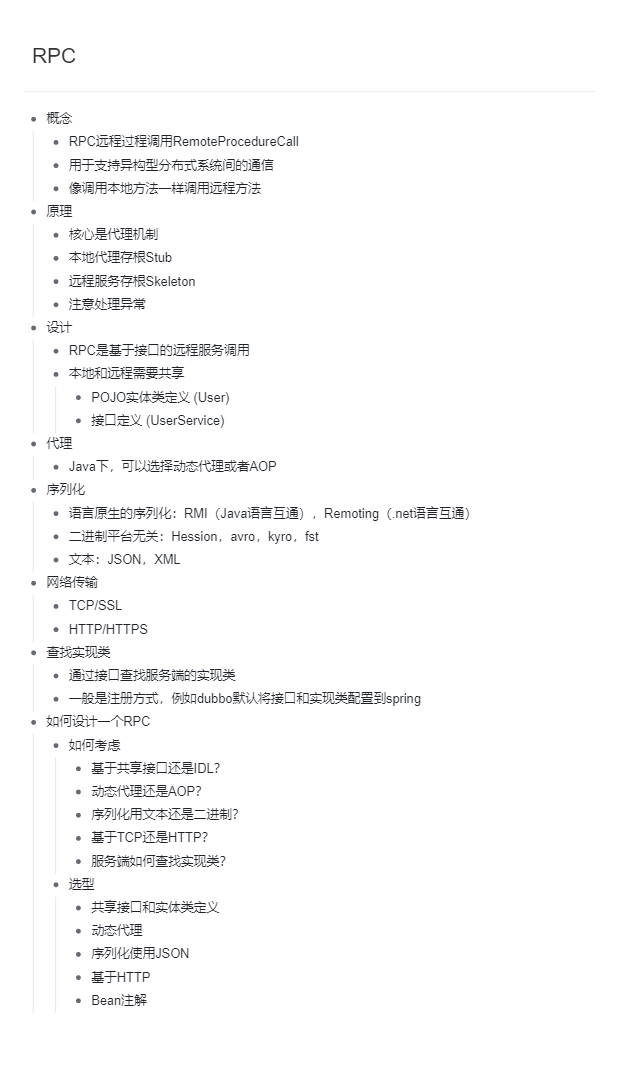 RPC
概念
RPC远程过程调用RemoteProcedureCall
用于支持异构型分布式系统间的通信
像调用本地方法一样调用远程方法
原理
核心是代理机制
本地代理存根Stub
远程服务存根Skeleton
注意处理异常
设计
RPC是基于接口的远程服务调用
本地和远程需要共享
POJO实体类定义 (User)
接口定义 (UserService)
代理
Java下，可以选择动态代理或者AOP
序列化
语言原生的序列化：RMI（Java语言互通），Remoting（.net语言互通）
二进制平台无关：Hession，avro，kyro，fst
文本：JSON，XML
网络传输
TCP/SSL
HTTP/HTTPS
查找实现类
通过接口查找服务端的实现类
一般是注册方式，例如dubbo默认将接口和实现类配置到spring
如何设计一个RPC
如何考虑
基于共享接口还是IDL？
动态代理还是AOP？
序列化用文本还是二进制？
基于TCP还是HTTP？
服务端如何查找实现类？
选型
共享接口和实体类定义
动态代理
序列化使用JSON
基于HTTP
Bean注解